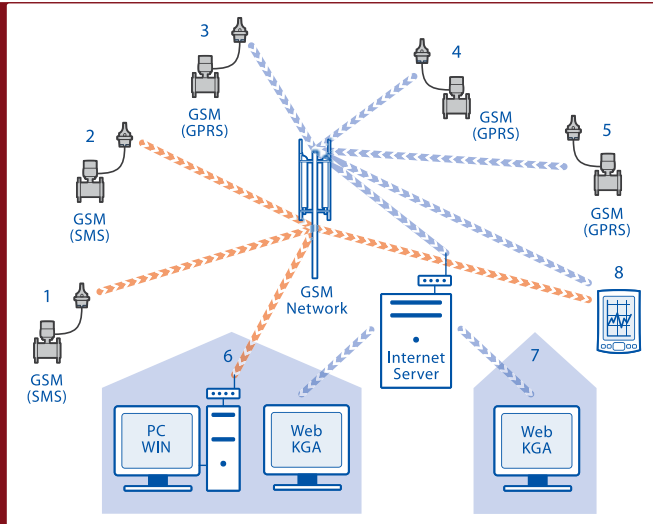 3
GSM
(GPRS)
4
GSM
(GPRS)
2
GSM
(SMS)
5
GSM
(GPRS)
1
GSM
(SMS)
GSM
Network
8
6
Internet
Server
7
PC
WIN
Web
KGA
Web
KGA